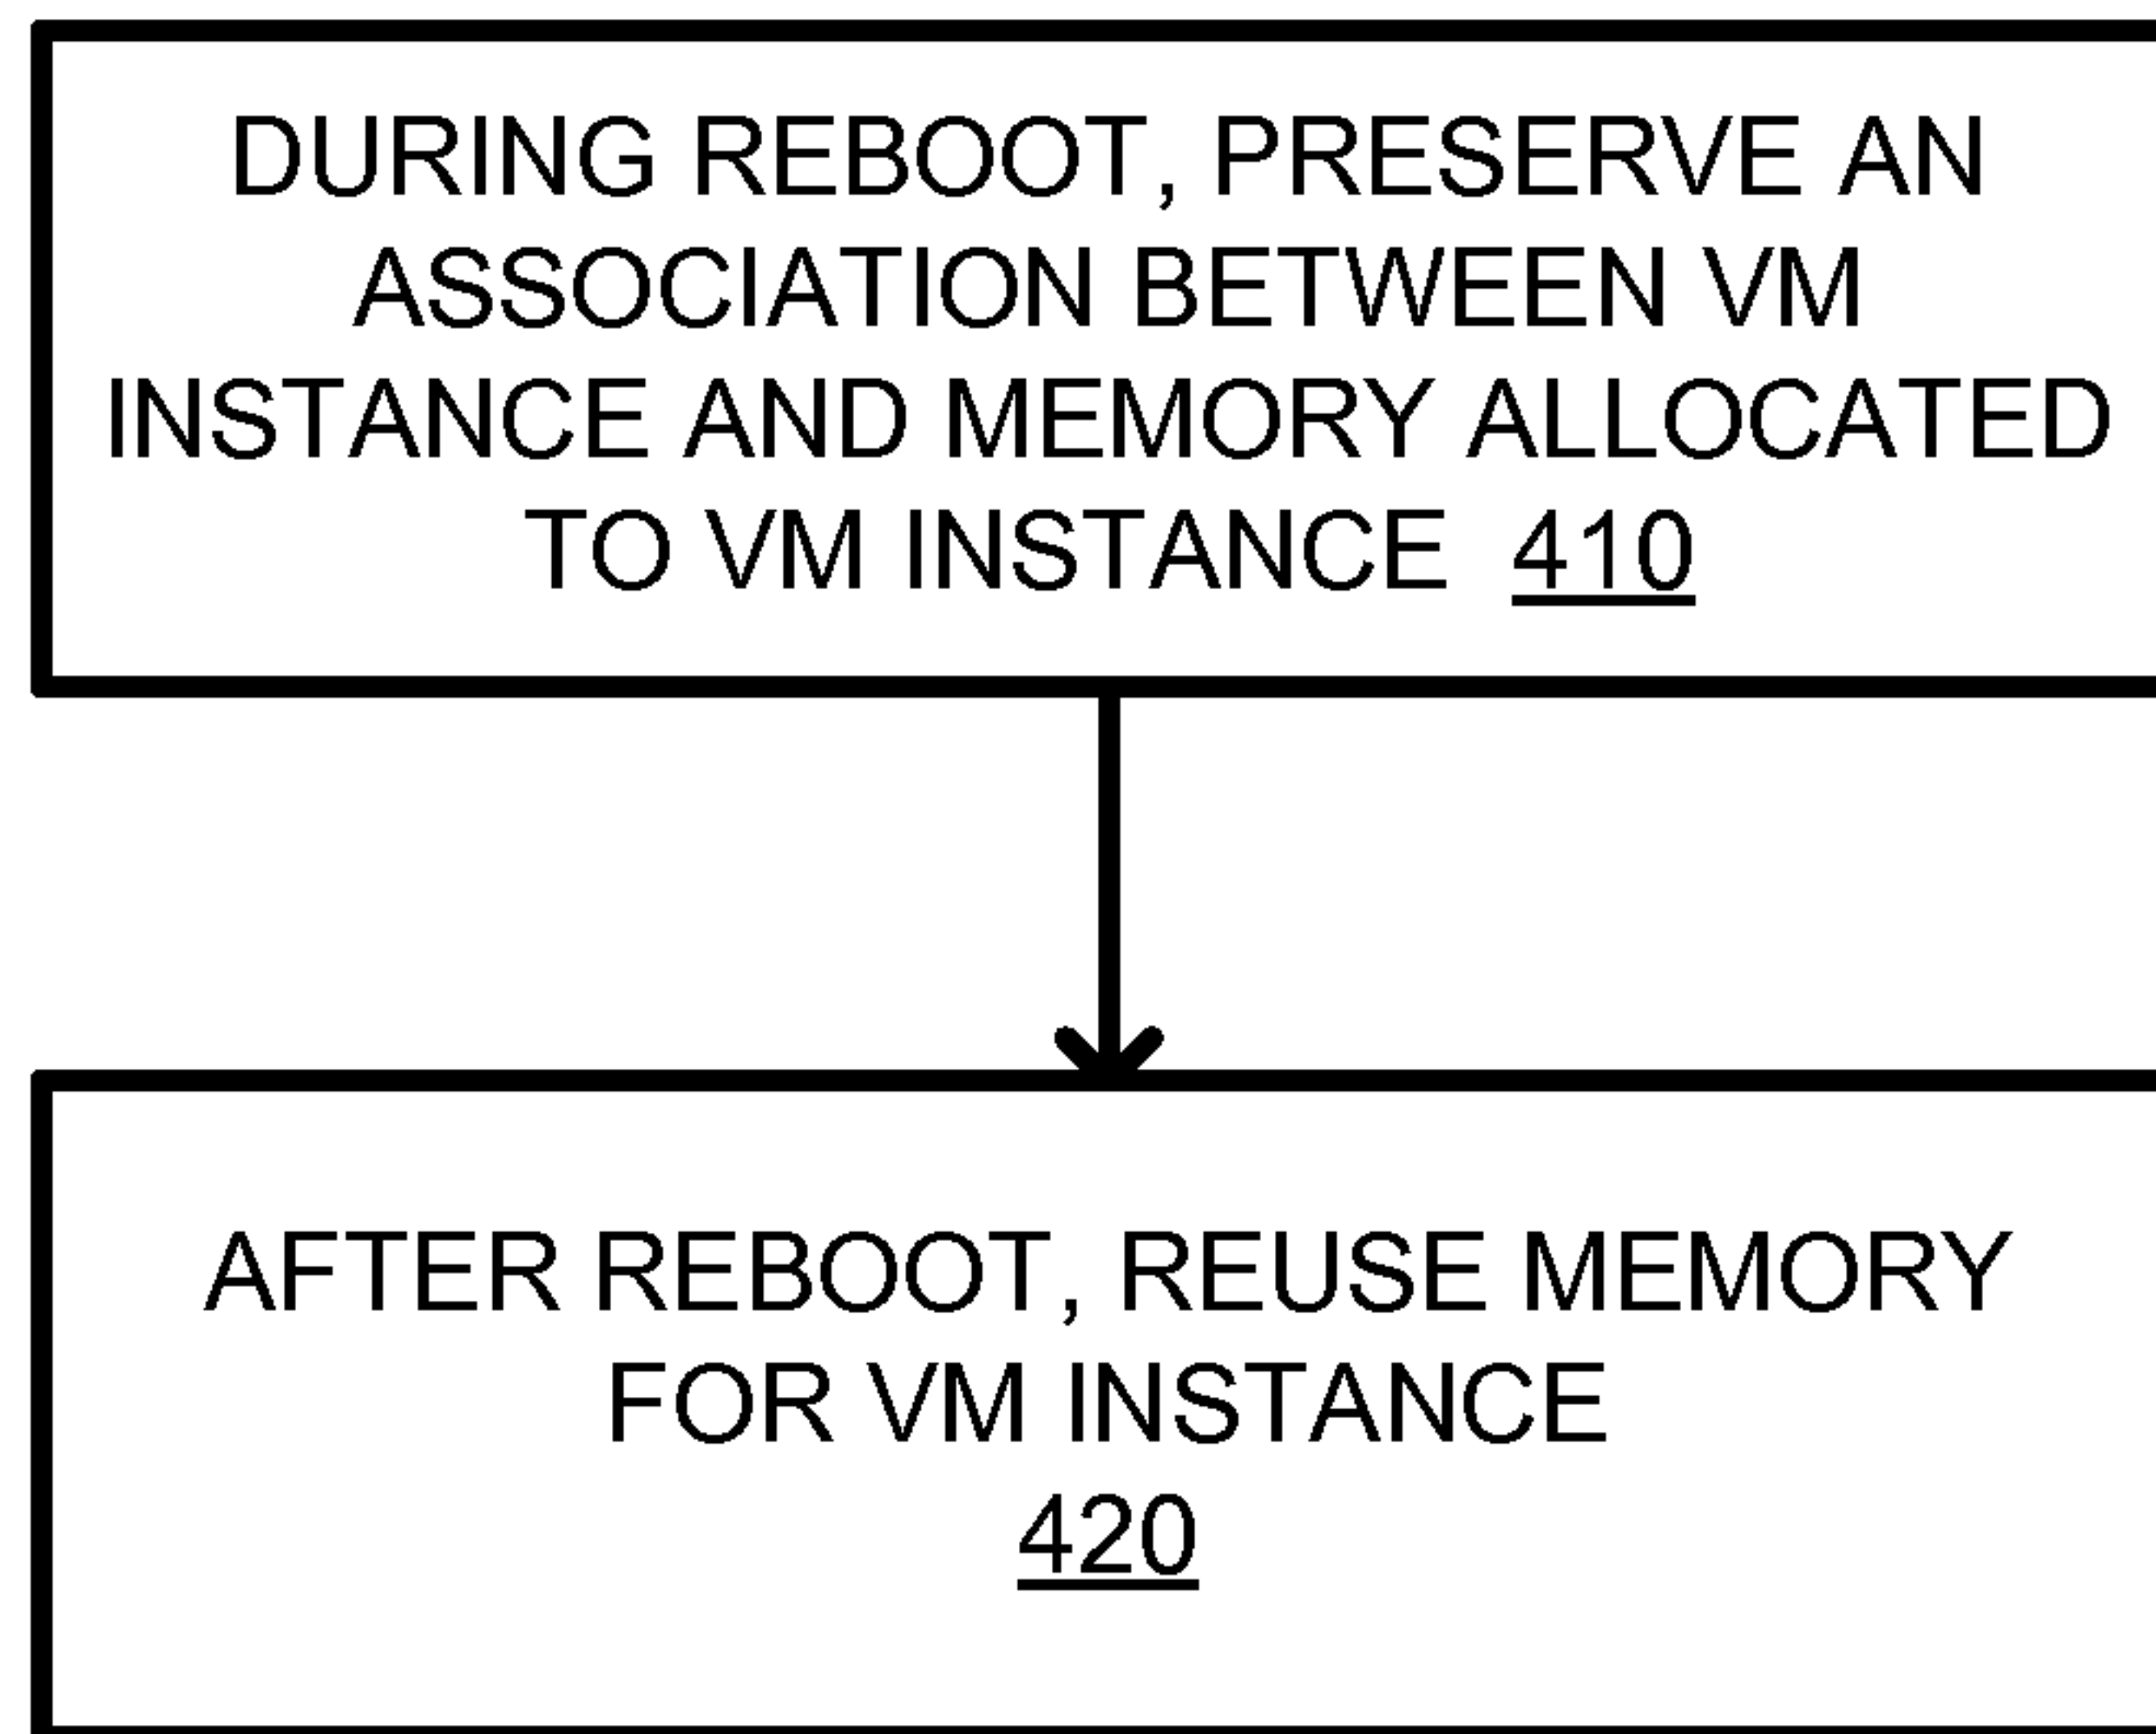 DURING REBOOT, PRESERVE AN
ASSOCIATION BETWEEN VM
INSTANCE AND MEMORY ALLOCATED
TO VM INSTANCE 410
AFTER REBOOT, REUSE MEMORY
FOR VM INSTANCE
420